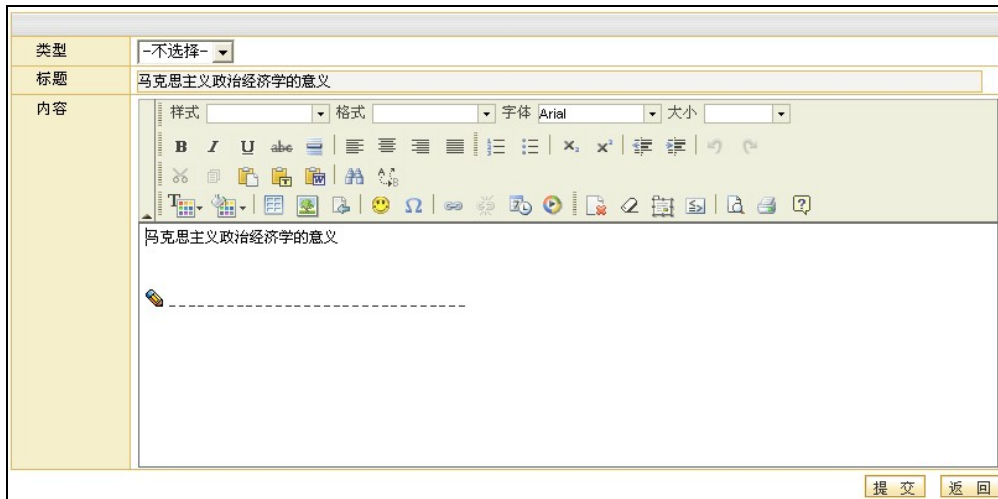 类型 -不选择-
标题 马克思主义政治经济学的意义
内容
样式 格式 字体 Arial 大小
B I U abc
马克思主义政治经济学的意义
提 交 返 回